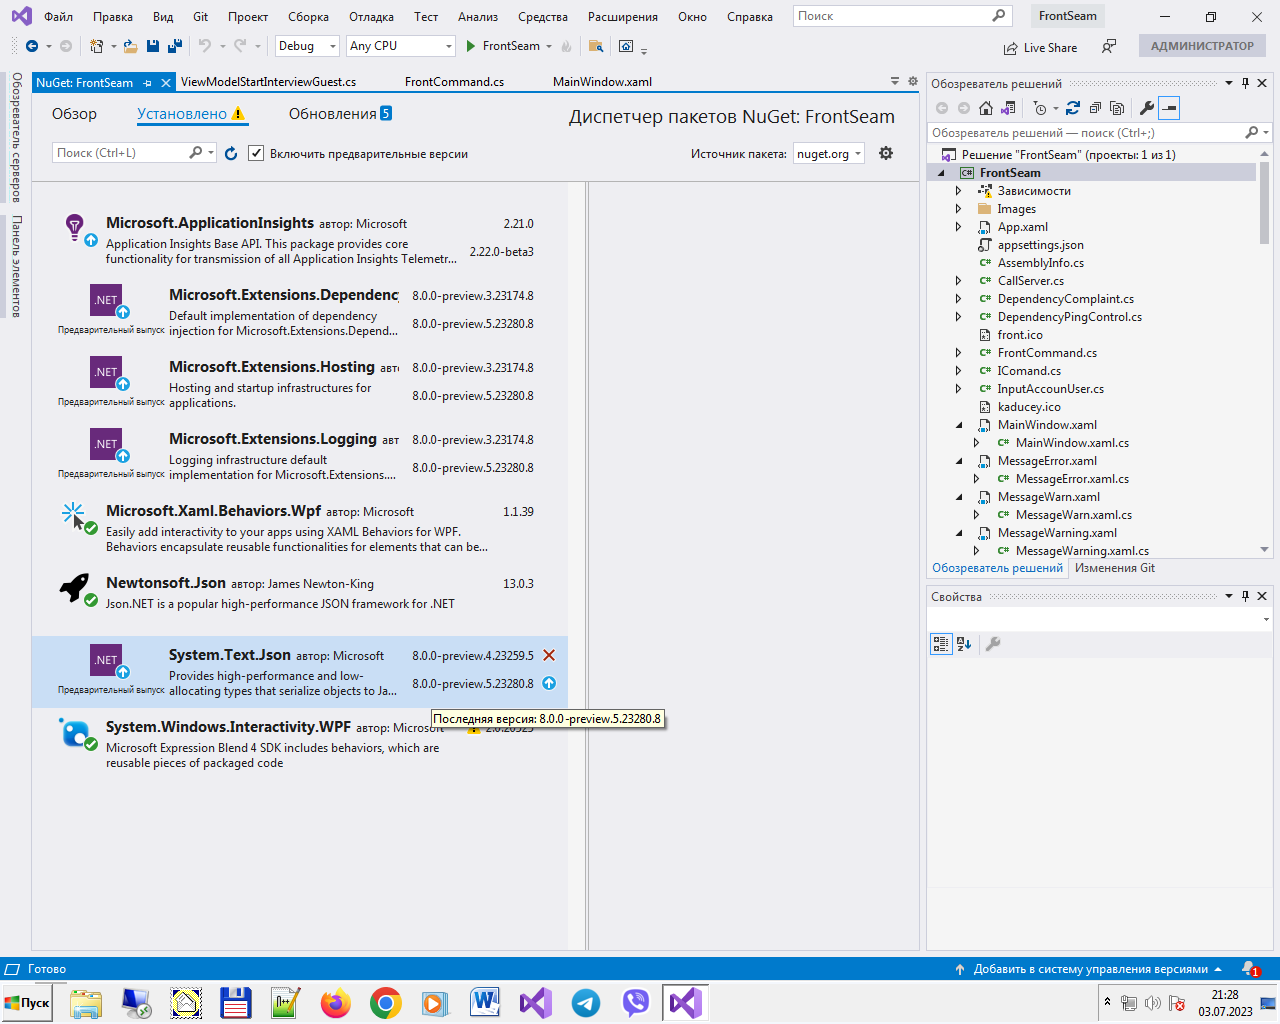 Файл Правка Вид Git Проект Сборка Отладка Тест Анализ Средства Расширения Окно Справка Поиск FrontSeam
Debug Any CPU FrontSeam Live Share АДМИНИСТРАТОР
Обозреватель серверов
Панель элементов
NuGet: FrontSeam ViewModelStartInterviewGuest.cs FrontCommand.cs MainWindow.xaml
Обзор Установлено Обновления 5
Диспетчер пакетов NuGet: FrontSeam
Поиск (Ctrl+L) Включить предварительные версии Источник пакета: nuget.org
Microsoft.ApplicationInsights автор: Microsoft 2.21.0
Application Insights Base API. This package provides core
functionality for transmission of all Application Insights Telemetr...
2.22.0-beta3
.NET
Предварительный выпуск
Microsoft.Extensions.Dependenc 8.0.0-preview.3.23174.8
Default implementation of dependency
injection for Microsoft.Extensions.Depend...
8.0.0-preview.5.23280.8
.NET
Предварительный выпуск
Microsoft.Extensions.Hosting авт 8.0.0-preview.3.23174.8
Hosting and startup infrastructures for
applications.
8.0.0-preview.5.23280.8
.NET
Предварительный выпуск
Microsoft.Extensions.Logging авт 8.0.0-preview.3.23174.8
Logging infrastructure default
implementation for Microsoft.Extensions....
8.0.0-preview.5.23280.8
Microsoft.Xaml.Behaviors.Wpf автор: Microsoft 1.1.39
Easily add interactivity to your apps using XAML Behaviors for WPF.
Behaviors encapsulate reusable functionalities for elements that can be...
Newtonsoft.Json автор: James Newton-King 13.0.3
Json.NET is a popular high-performance JSON framework for .NET
.NET
Предварительный выпуск
System.Text.Json автор: Microsoft 8.0.0-preview.4.23259.5
Provides high-performance and low-
allocating types that serialize objects to Ja...
8.0.0-preview.5.23280.8
Последняя версия: 8.0.0-preview.5.23280.8
System.Windows.Interactivity.WPF автор: Microsoft
Microsoft Expression Blend 4 SDK includes behaviors, which are
reusable pieces of packaged code
Обозреватель решений
Обозреватель решений — поиск (Ctrl+;)
Решение "FrontSeam" (проекты: 1 из 1)
C# FrontSeam
Зависимости
Images
App.xaml
appsettings.json
C# AssemblyInfo.cs
C# CallServer.cs
C# DependencyComplaint.cs
C# DependencyPingControl.cs
front.ico
C# FrontCommand.cs
C# IComand.cs
C# InputAccounUser.cs
kaducey.ico
MainWindow.xaml
C# MainWindow.xaml.cs
MessageError.xaml
C# MessageError.xaml.cs
MessageWarn.xaml
C# MessageWarn.xaml.cs
MessageWarning.xaml
C# MessageWarning.xaml.cs
Обозреватель решений Изменения Git
Свойства
Готово
Добавить в систему управления версиями 1
Пуск
21:28
03.07.2023